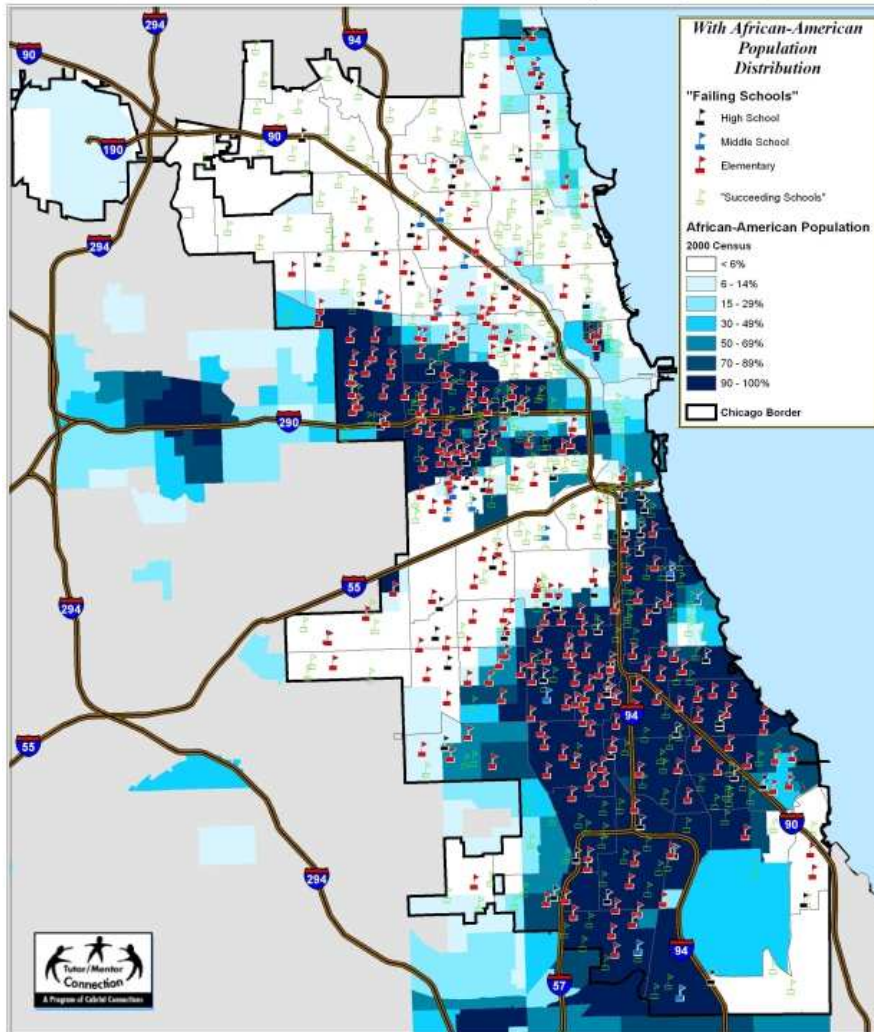 With African-American
Population
Distribution
"Failing Schools"
High School
Middle School
Elementary
"Succeeding Schools"
African-American Population
2000 Census
< 6%
6 - 14%
15 - 29%
30 - 49%
50 - 69%
70 - 89%
90 - 100%
Chicago Border
294
94
90
90
190
294
290
55
294
94
55
90
294
94
57
Tutor/Mentor
Connection
A Program of Cabrini Connections